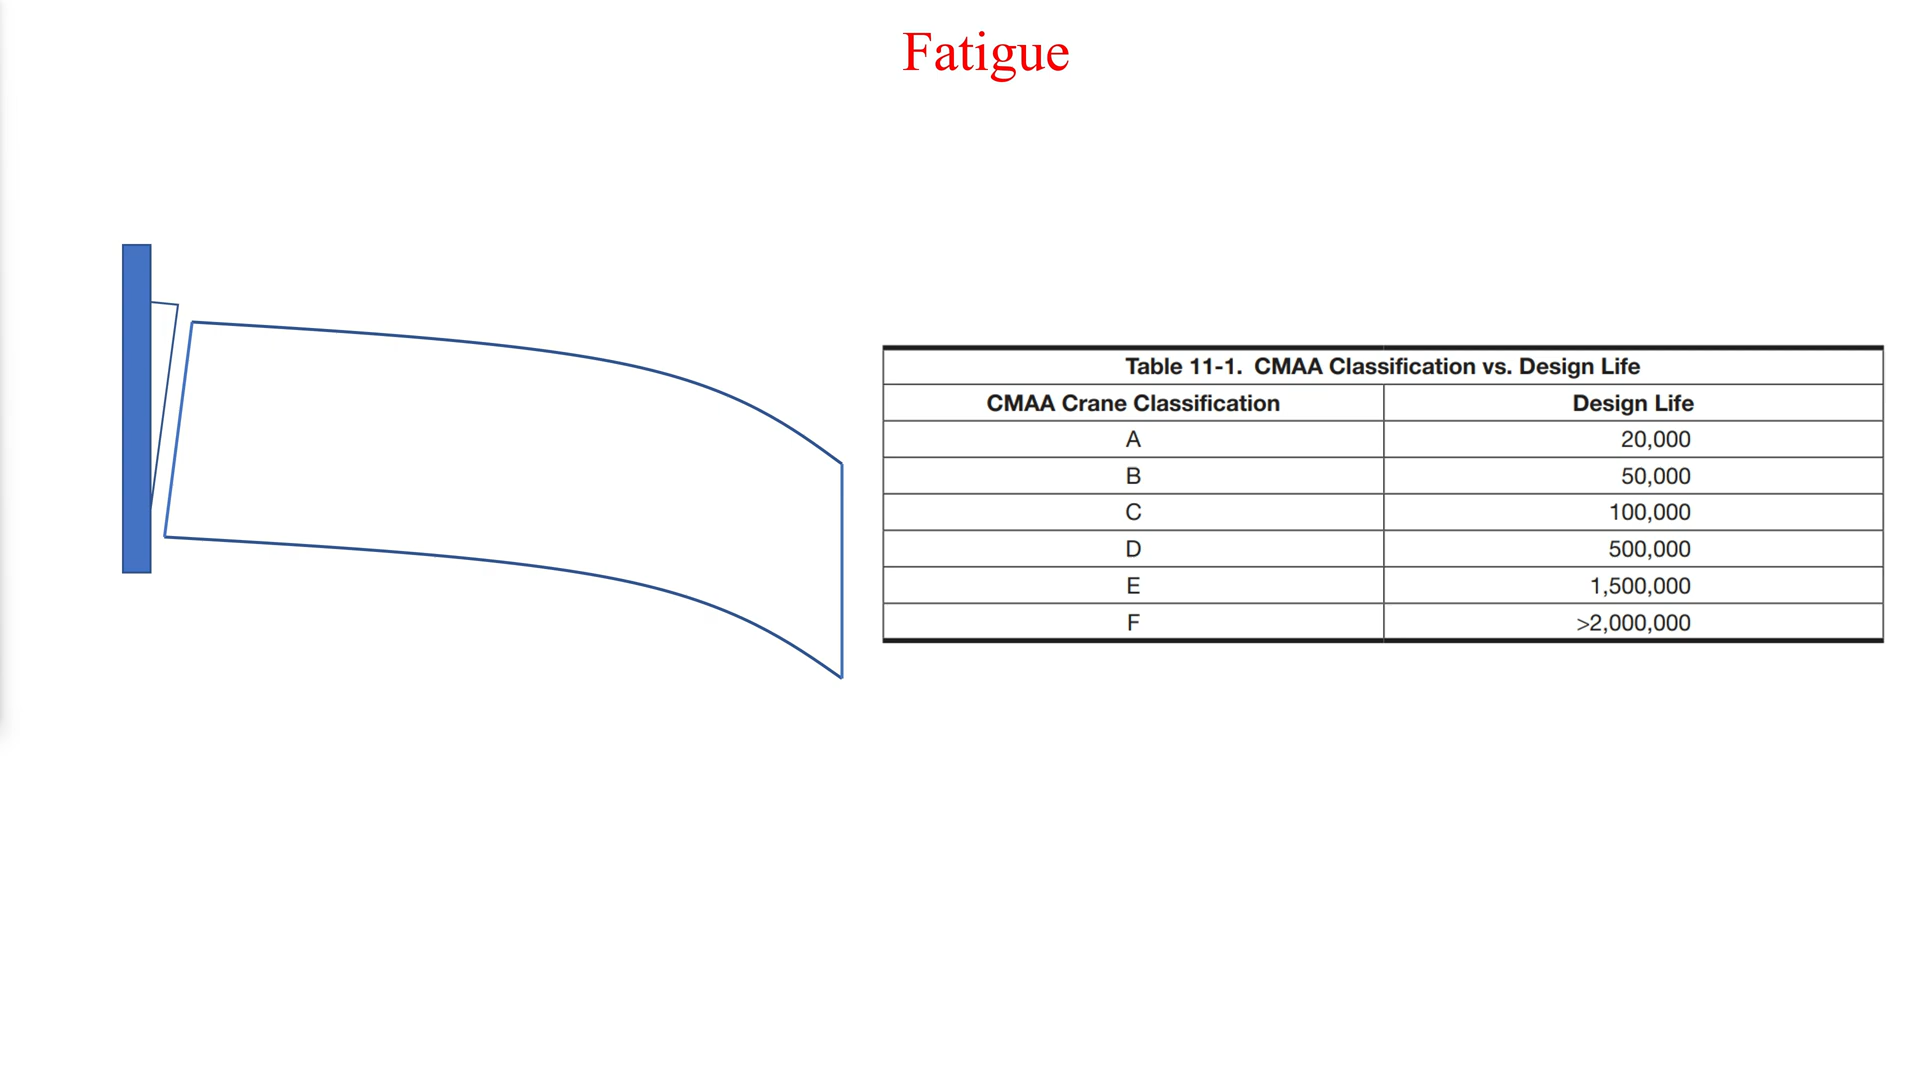 Fatigue
Table 11-1. CMAA Classification vs. Design Life
CMAA Crane Classification Design Life
A 20,000
B 50,000
C 100,000
D 500,000
E 1,500,000
F >2,000,000